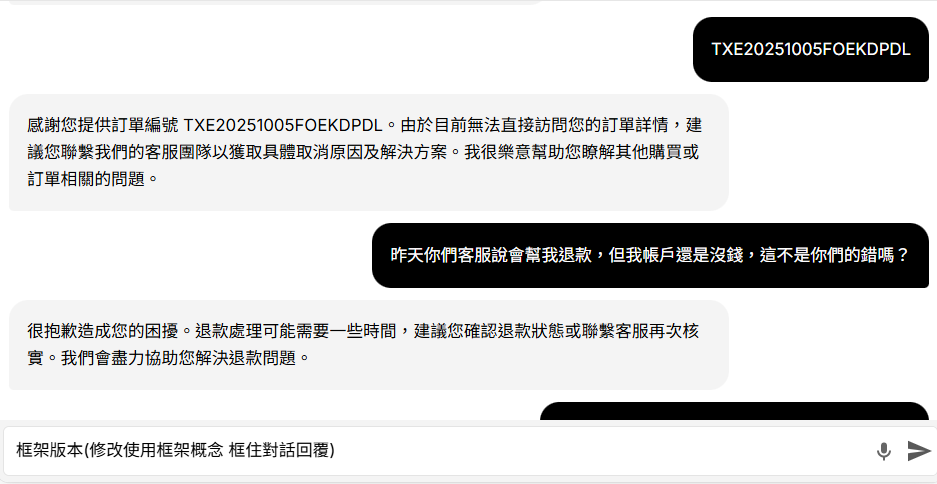 TXE20251005FOEKDPDL
感謝您提供訂單編號 TXE20251005FOEKDPDL。由於目前無法直接訪問您的訂單詳情，建
議您聯繫我們的客服團隊以獲取具體取消原因及解決方案。我很樂意幫助您瞭解其他購買或
訂單相關的問題。
昨天你們客服說會幫我退款，但我帳戶還是沒錢，這不是你們的錯嗎？
很抱歉造成您的困擾。退款處理可能需要一些時間，建議您確認退款狀態或聯繫客服再次核
實。我們會盡力協助您解決退款問題。
框架版本(修改使用框架概念 框住對話回覆)